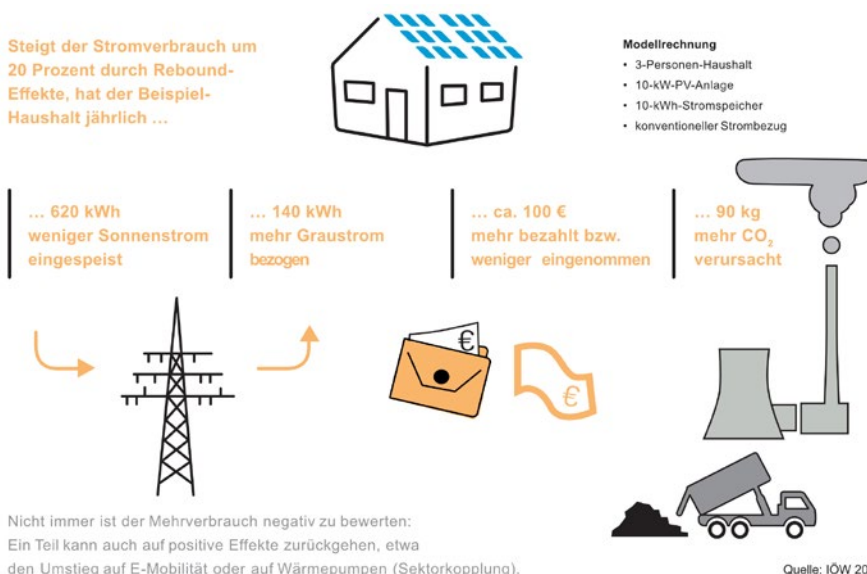 Steigt der Stromverbrauch um
20 Prozent durch Rebound-
Effekte, hat der Beispiel-
Haushalt jährlich ...
Modellrechnung
• 3-Personen-Haushalt
• 10-kW-PV-Anlage
• 10-kWh-Stromspeicher
• konventioneller Strombezug
... 620 kWh
weniger Sonnenstrom
eingespeist
... 140 kWh
mehr Graustrom
bezogen
... ca. 100 €
mehr bezahlt bzw.
weniger eingenommen
... 90 kg
mehr CO₂
verursacht
€
€
Nicht immer ist der Mehrverbrauch negativ zu bewerten:
Ein Teil kann auch auf positive Effekte zurückgehen, etwa
den Umstieg auf E-Mobilität oder auf Wärmepumpen (Sektorkopplung).
Quelle: IÖW